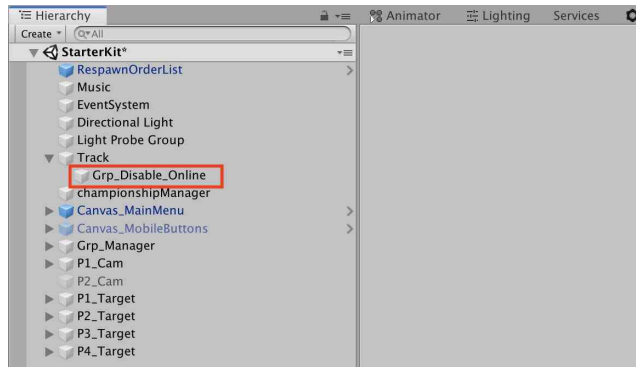 Hierarchy
Animator
Lighting
Services
Create
All
StarterKit*
RespawnOrderList
Music
EventSystem
Directional Light
Light Probe Group
Track
Grp_Disable_Online
championshipManager
Canvas_MainMenu
Canvas_MobileButtons
Grp_Manager
P1_Cam
P2_Cam
P1_Target
P2_Target
P3_Target
P4_Target